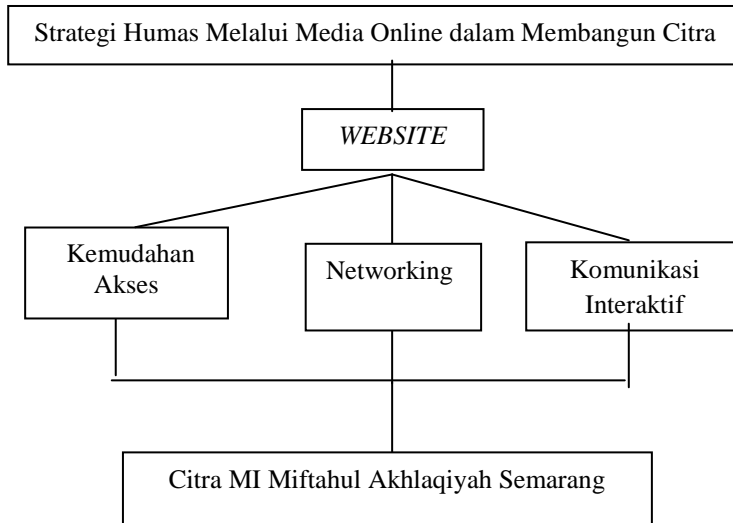 Strategi Humas Melalui Media Online dalam Membangun Citra
WEBSITE
Kemudahan
Akses
Networking
Komunikasi
Interaktif
Citra MI Miftahul Akhlaqiyah Semarang